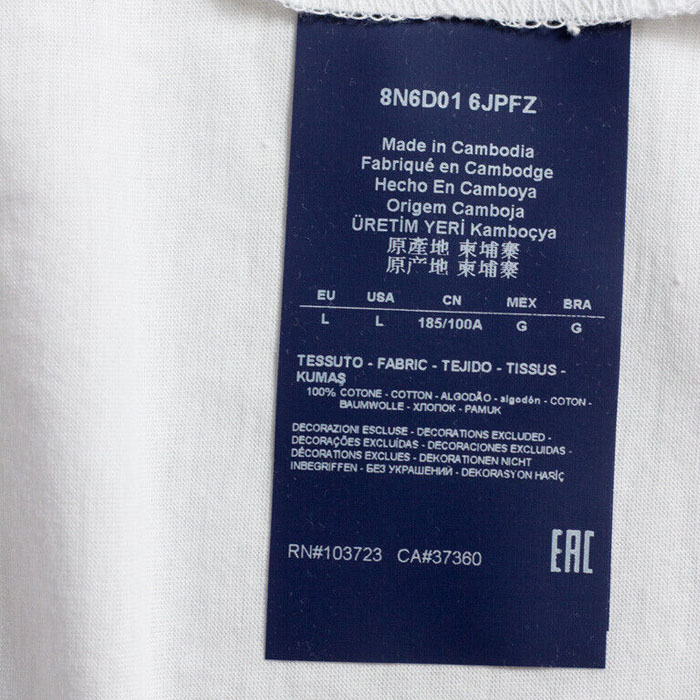 8N6D01 6JPFZ
Made in Cambodia
Fabriqué en Cambodge
Hecho En Camboya
Origem Camboja
ÜRETİM YERİ Kamboçya
原產地 柬埔寨
原产地 柬埔寨
EU USA CN MEX BRA
L L 185/100A G G
TESSUTO - FABRIC - TEJIDO - TISSUS -
KUMAŞ
100% COTONE - COTTON - ALGODÃO - algodón - COTON -
BAUMWOLLE - ХЛОПОК - PAMUK
DECORAZIONI ESCLUSE - DECORATIONS EXCLUDED -
DECORAÇÕES EXCLUÍDAS - DECORACIONES EXCLUIDAS -
DÉCORATIONS EXCLUES - DEKORATIONEN NICHT
INBEGRIFFEN - БЕЗ УКРАШЕНИЙ - DEKORASYON HARİÇ
RN#103723 CA#37360
EAC